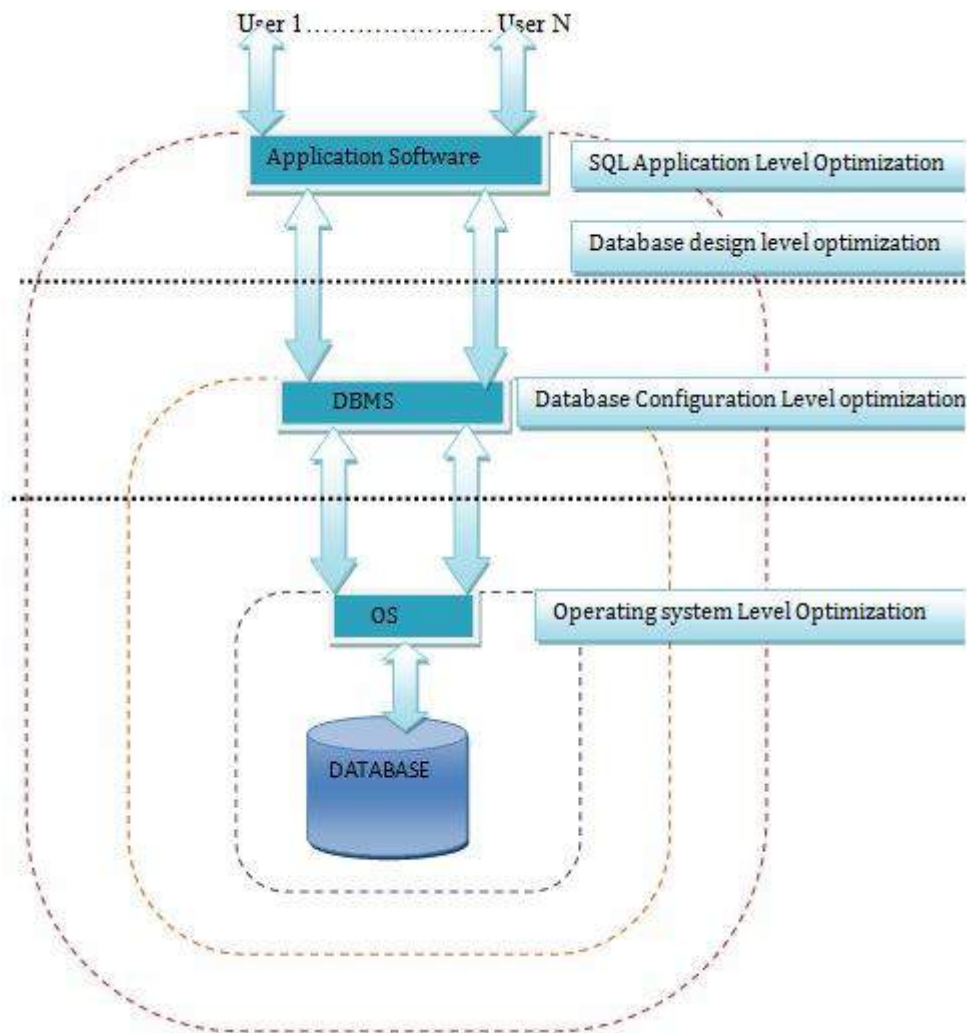 User 1........................User N
Application Software
SQL Application Level Optimization
Database design level optimization
DBMS
Database Configuration Level optimization
OS
Operating system Level Optimization
DATABASE